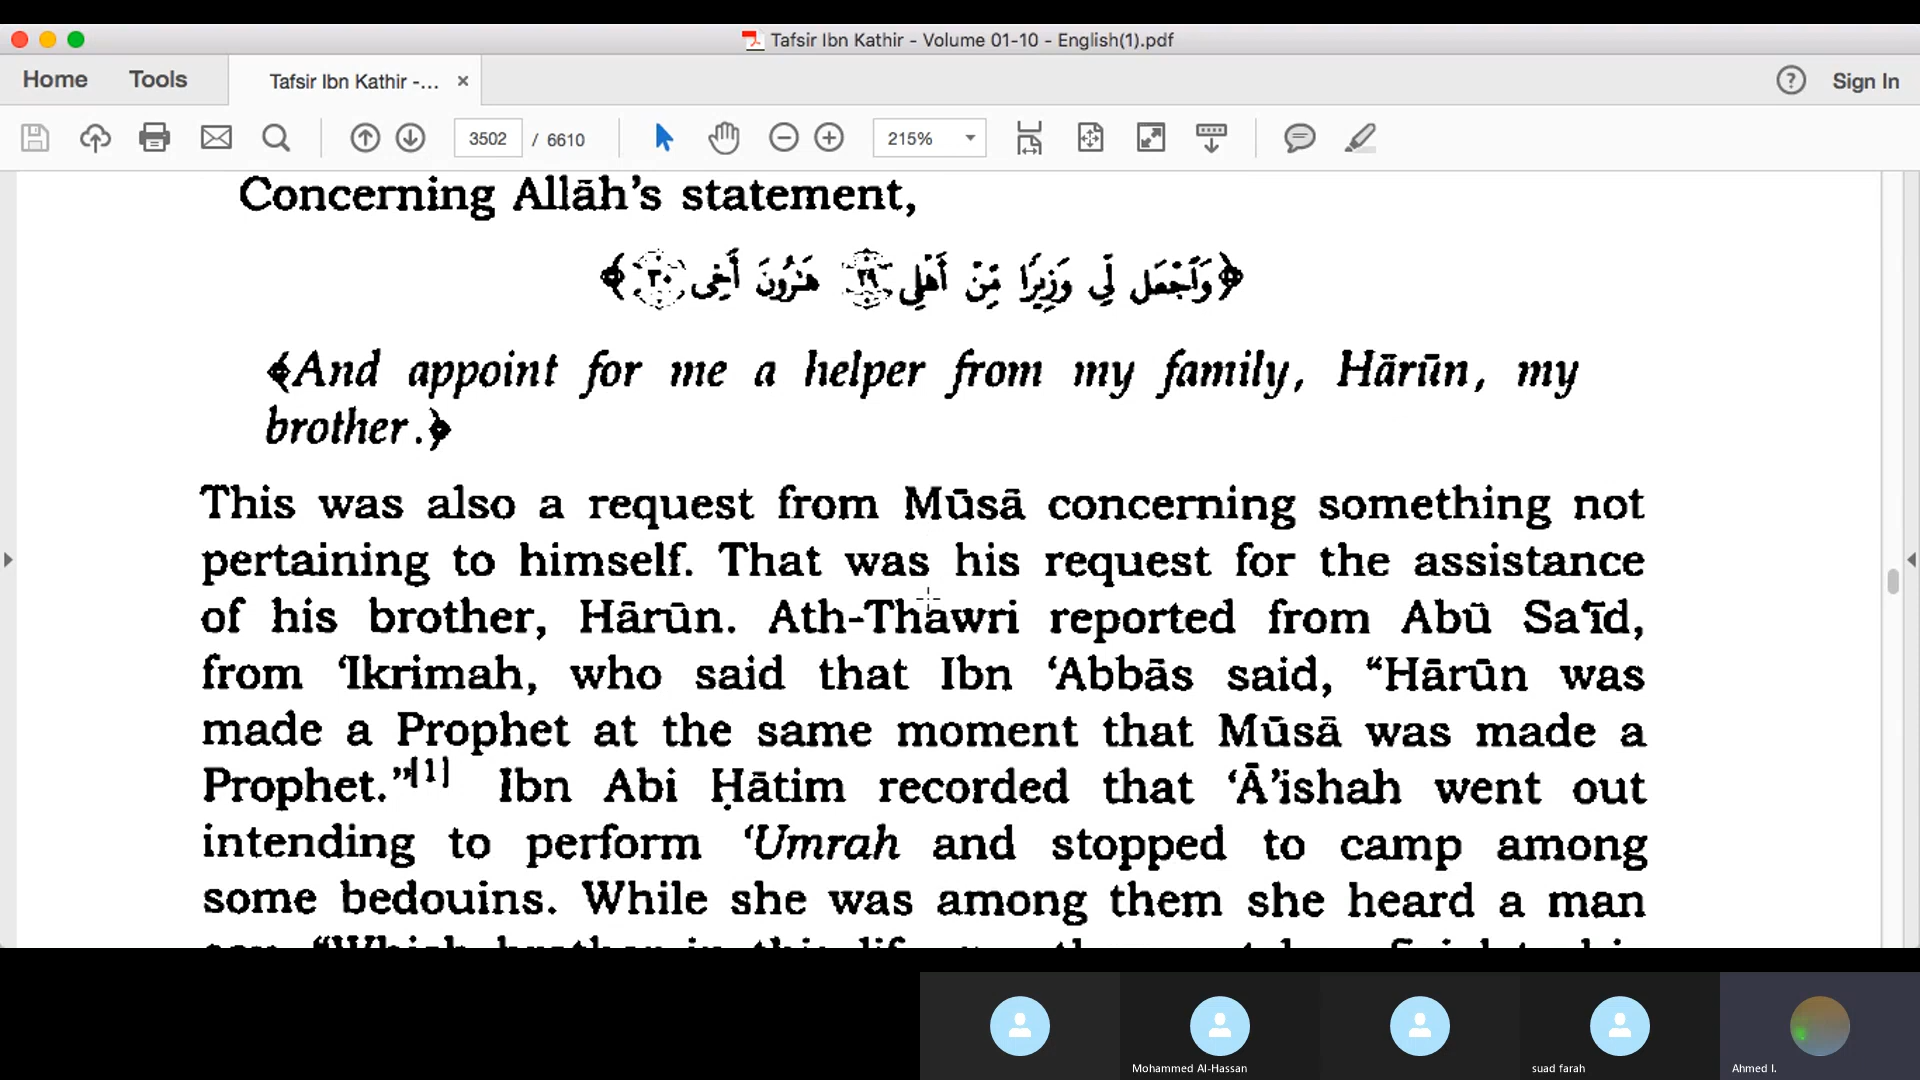 Tafsir Ibn Kathir - Volume 01-10 - English(1).pdf
Home Tools Tafsir Ibn Kathir -... × ? Sign In
3502 / 6610 215%
Concerning Allāh’s statement,
﴿وَٱجْعَل لِّي وَزِيرًا مِّنْ أَهْلِي ٢٩ هَٰرُونَ أَخِى ٣٠﴾
﴾And appoint for me a helper from my family, Hārūn, my
brother.﴿
This was also a request from Mūsā concerning something not
pertaining to himself. That was his request for the assistance
of his brother, Hārūn. Ath-Thawri reported from Abū Sa‘īd,
from ‘Ikrimah, who said that Ibn ‘Abbās said, “Hārūn was
made a Prophet at the same moment that Mūsā was made a
Prophet.”[1] Ibn Abi Ḥātim recorded that ‘Ā’ishah went out
intending to perform ‘Umrah and stopped to camp among
some bedouins. While she was among them she heard a man
Mohammed Al-Hassan suad farah Ahmed I.